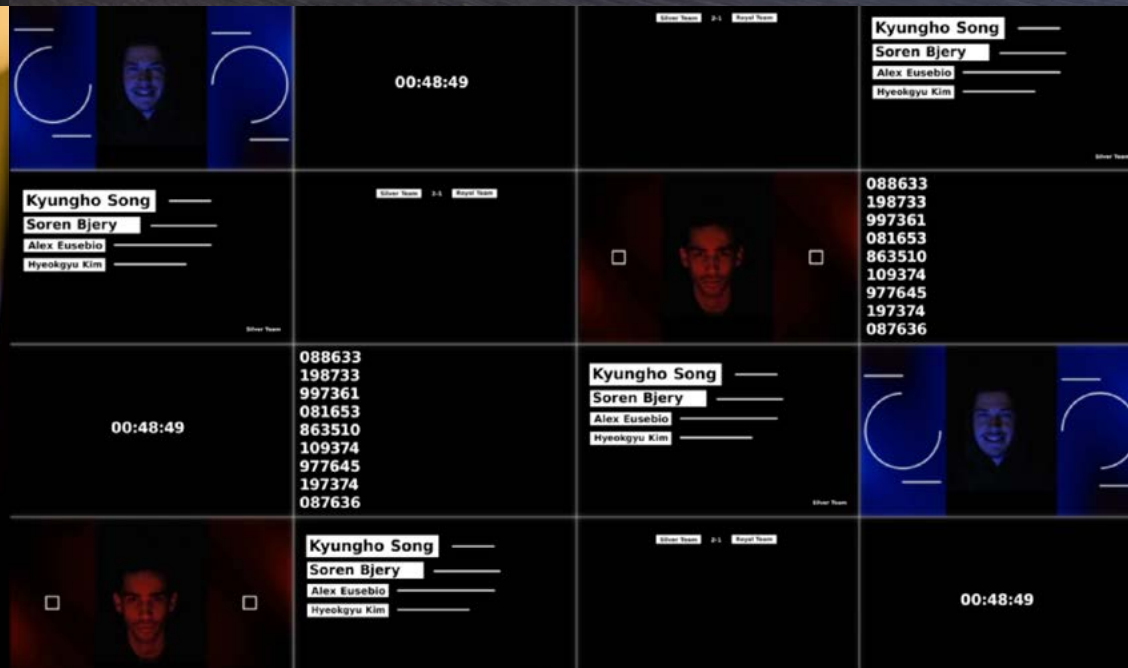 00:48:49
Silver Team 2-1 Royal Team
Kyungho Song
Soren Bjery
Alex Eusebio
Hyeokgyu Kim
Silver Team
Kyungho Song
Soren Bjery
Alex Eusebio
Hyeokgyu Kim
Silver Team
Silver Team 2-1 Royal Team
088633
198733
997361
081653
863510
109374
977645
197374
087636
00:48:49
088633
198733
997361
081653
863510
109374
977645
197374
087636
Kyungho Song
Soren Bjery
Alex Eusebio
Hyeokgyu Kim
Silver Team
Kyungho Song
Soren Bjery
Alex Eusebio
Hyeokgyu Kim
Silver Team 2-1 Royal Team
00:48:49